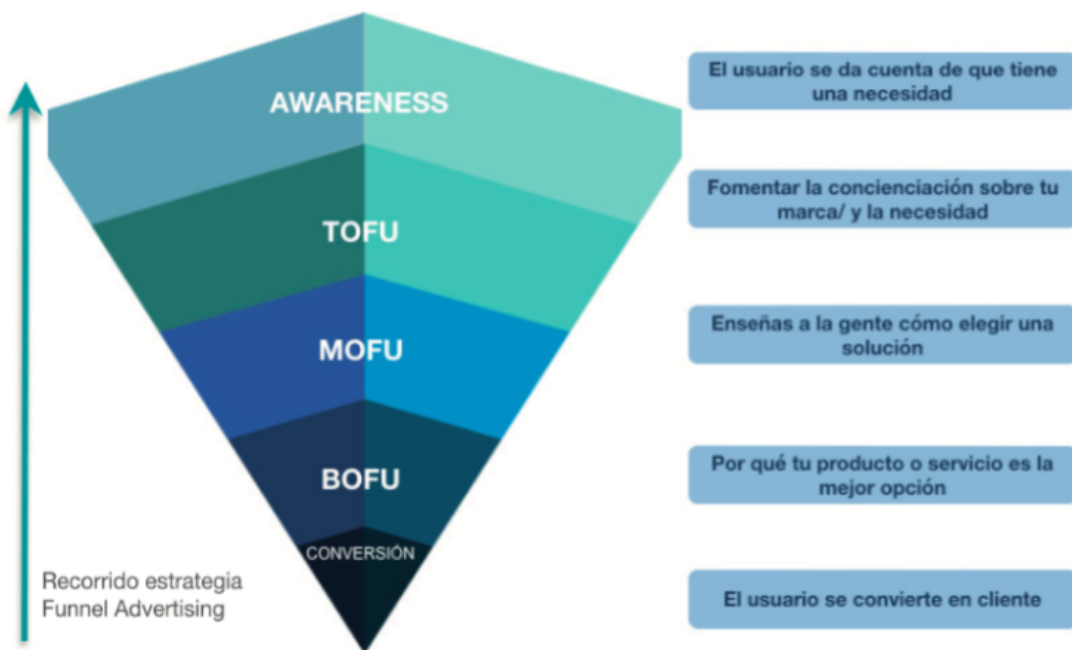 AWARENESS
El usuario se da cuenta de que tiene
una necesidad
TOFU
Fomentar la concienciación sobre tu
marca/ y la necesidad
MOFU
Enseñas a la gente cómo elegir una
solución
BOFU
Por qué tu producto o servicio es la
mejor opción
CONVERSIÓN
El usuario se convierte en cliente
Recorrido estrategia
Funnel Advertising